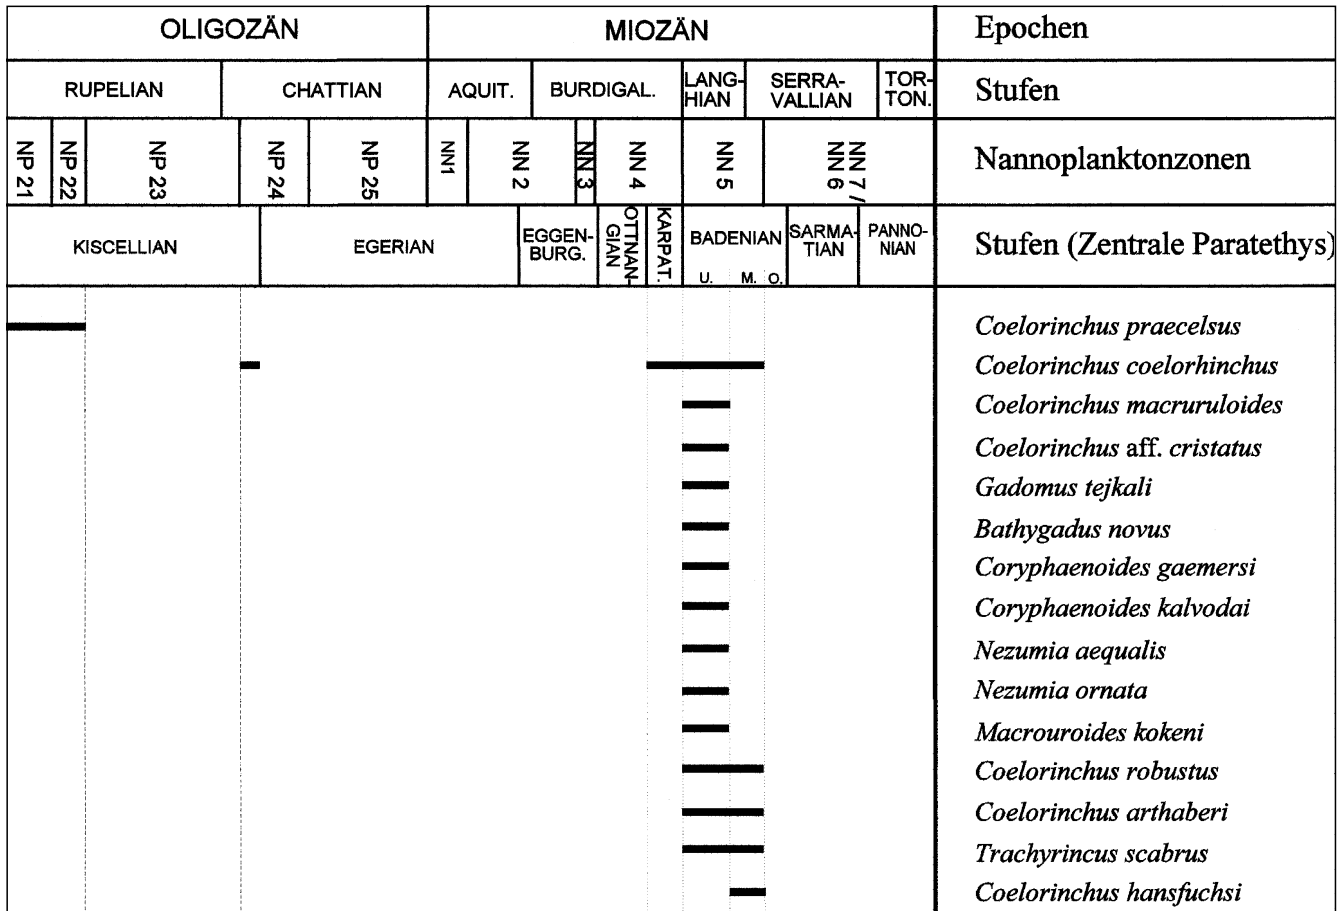 OLIGOZÄN MIOZÄN Epochen
RUPELIAN CHATTIAN AQUIT. BURDIGAL. LANG-HIAN SERRA-VALLIAN TOR-TON. Stufen
NP 21 NP 22 NP 23 NP 24 NP 25 NN1 NN 2 NN 3 NN 4 NN 5 NN 7 / NN 6 Nannoplanktonzonen
KISCELLIAN EGERIAN EGGEN-BURG. OTTNAN-GIAN KARPAT. BADENIAN SARMA-TIAN PANNO-NIAN Stufen (Zentrale Paratethys)
U. M. O.
Coelorinchus praecelsus
Coelorinchus coelorhinchus
Coelorinchus macruruloides
Coelorinchus aff. cristatus
Gadomus tejkali
Bathygadus novus
Coryphaenoides gaemersi
Coryphaenoides kalvodai
Nezumia aequalis
Nezumia ornata
Macrouroides kokeni
Coelorinchus robustus
Coelorinchus arthaberi
Trachyrincus scabrus
Coelorinchus hansfuchsi